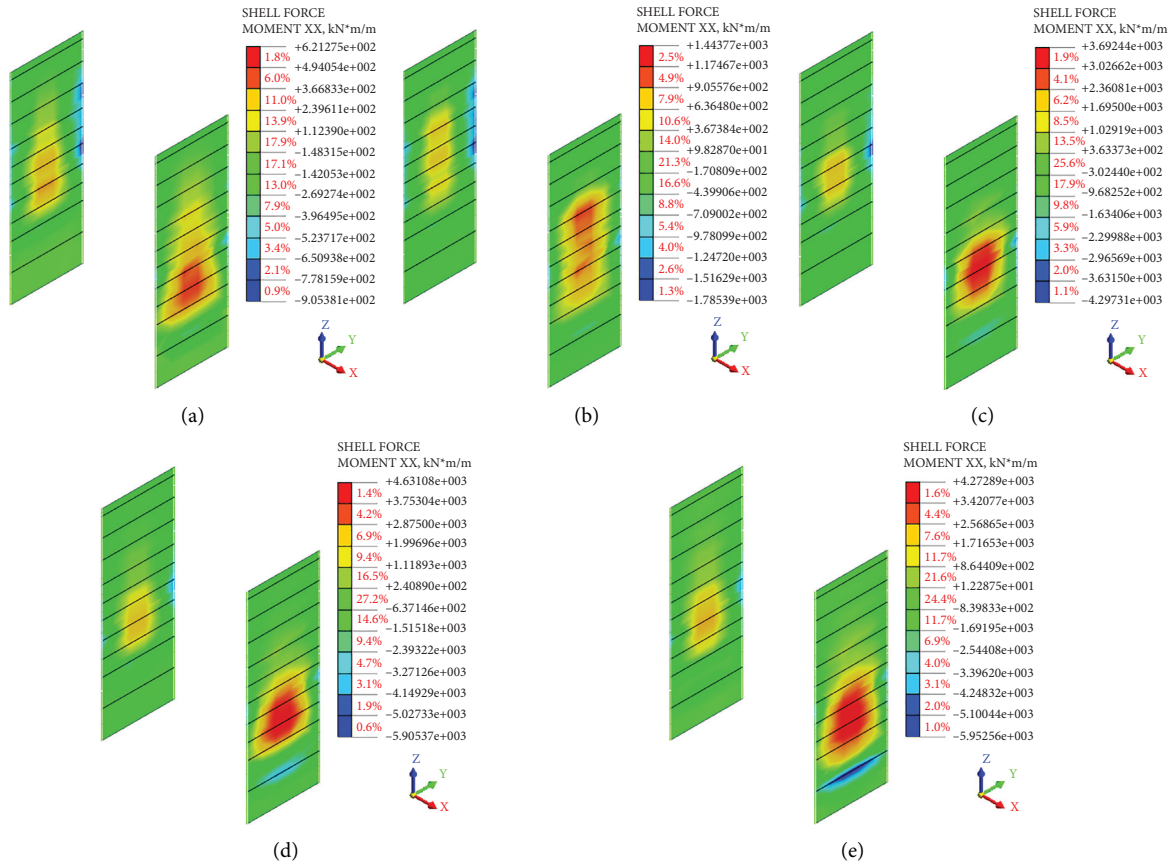 SHELL FORCE
MOMENT XX, kN*m/m
+6.21275e+002
1.8%
+4.94054e+002
6.0%
+3.66833e+002
11.0%
+2.39611e+002
13.9%
+1.12390e+002
17.9%
−1.48315e+001
17.1%
−1.42053e+002
13.0%
−2.69274e+002
7.9%
−3.96495e+002
5.0%
−5.23717e+002
3.4%
−6.50938e+002
2.1%
−7.78159e+002
0.9%
−9.05381e+002
Z
Y
X
(a)
SHELL FORCE
MOMENT XX, kN*m/m
+1.44377e+003
2.5%
+1.17467e+003
4.9%
+9.05576e+002
7.9%
+6.36480e+002
10.6%
+3.67384e+002
14.0%
+9.82870e+001
21.3%
−1.70809e+002
16.6%
−4.39906e+002
8.8%
−7.09002e+002
5.4%
−9.78099e+002
4.0%
−1.24720e+003
2.6%
−1.51629e+003
1.3%
−1.78539e+003
Z
Y
X
(b)
SHELL FORCE
MOMENT XX, kN*m/m
+3.69244e+003
1.9%
+3.02662e+003
4.1%
+2.36081e+003
6.2%
+1.69500e+003
8.5%
+1.02919e+003
13.5%
+3.63373e+002
25.6%
−3.02440e+002
17.9%
−9.68252e+002
9.8%
−1.63406e+003
5.9%
−2.29988e+003
3.3%
−2.96569e+003
2.0%
−3.63150e+003
1.1%
−4.29731e+003
Z
Y
X
(c)
SHELL FORCE
MOMENT XX, kN*m/m
+4.63108e+003
1.4%
+3.75304e+003
4.2%
+2.87500e+003
6.9%
+1.99696e+003
9.4%
+1.11893e+003
16.5%
+2.40890e+002
27.2%
−6.37146e+002
14.6%
−1.51518e+003
9.4%
−2.39322e+003
4.7%
−3.27126e+003
3.1%
−4.14929e+003
1.9%
−5.02733e+003
0.6%
−5.90537e+003
Z
Y
X
(d)
SHELL FORCE
MOMENT XX, kN*m/m
+4.27289e+003
1.6%
+3.42077e+003
4.4%
+2.56865e+003
7.6%
+1.71653e+003
11.7%
+8.64409e+002
21.6%
+1.22875e+001
24.4%
−8.39833e+002
11.7%
−1.69195e+003
6.9%
−2.54408e+003
4.0%
−3.39620e+003
3.1%
−4.24832e+003
2.0%
−5.10044e+003
1.0%
−5.95256e+003
Z
Y
X
(e)